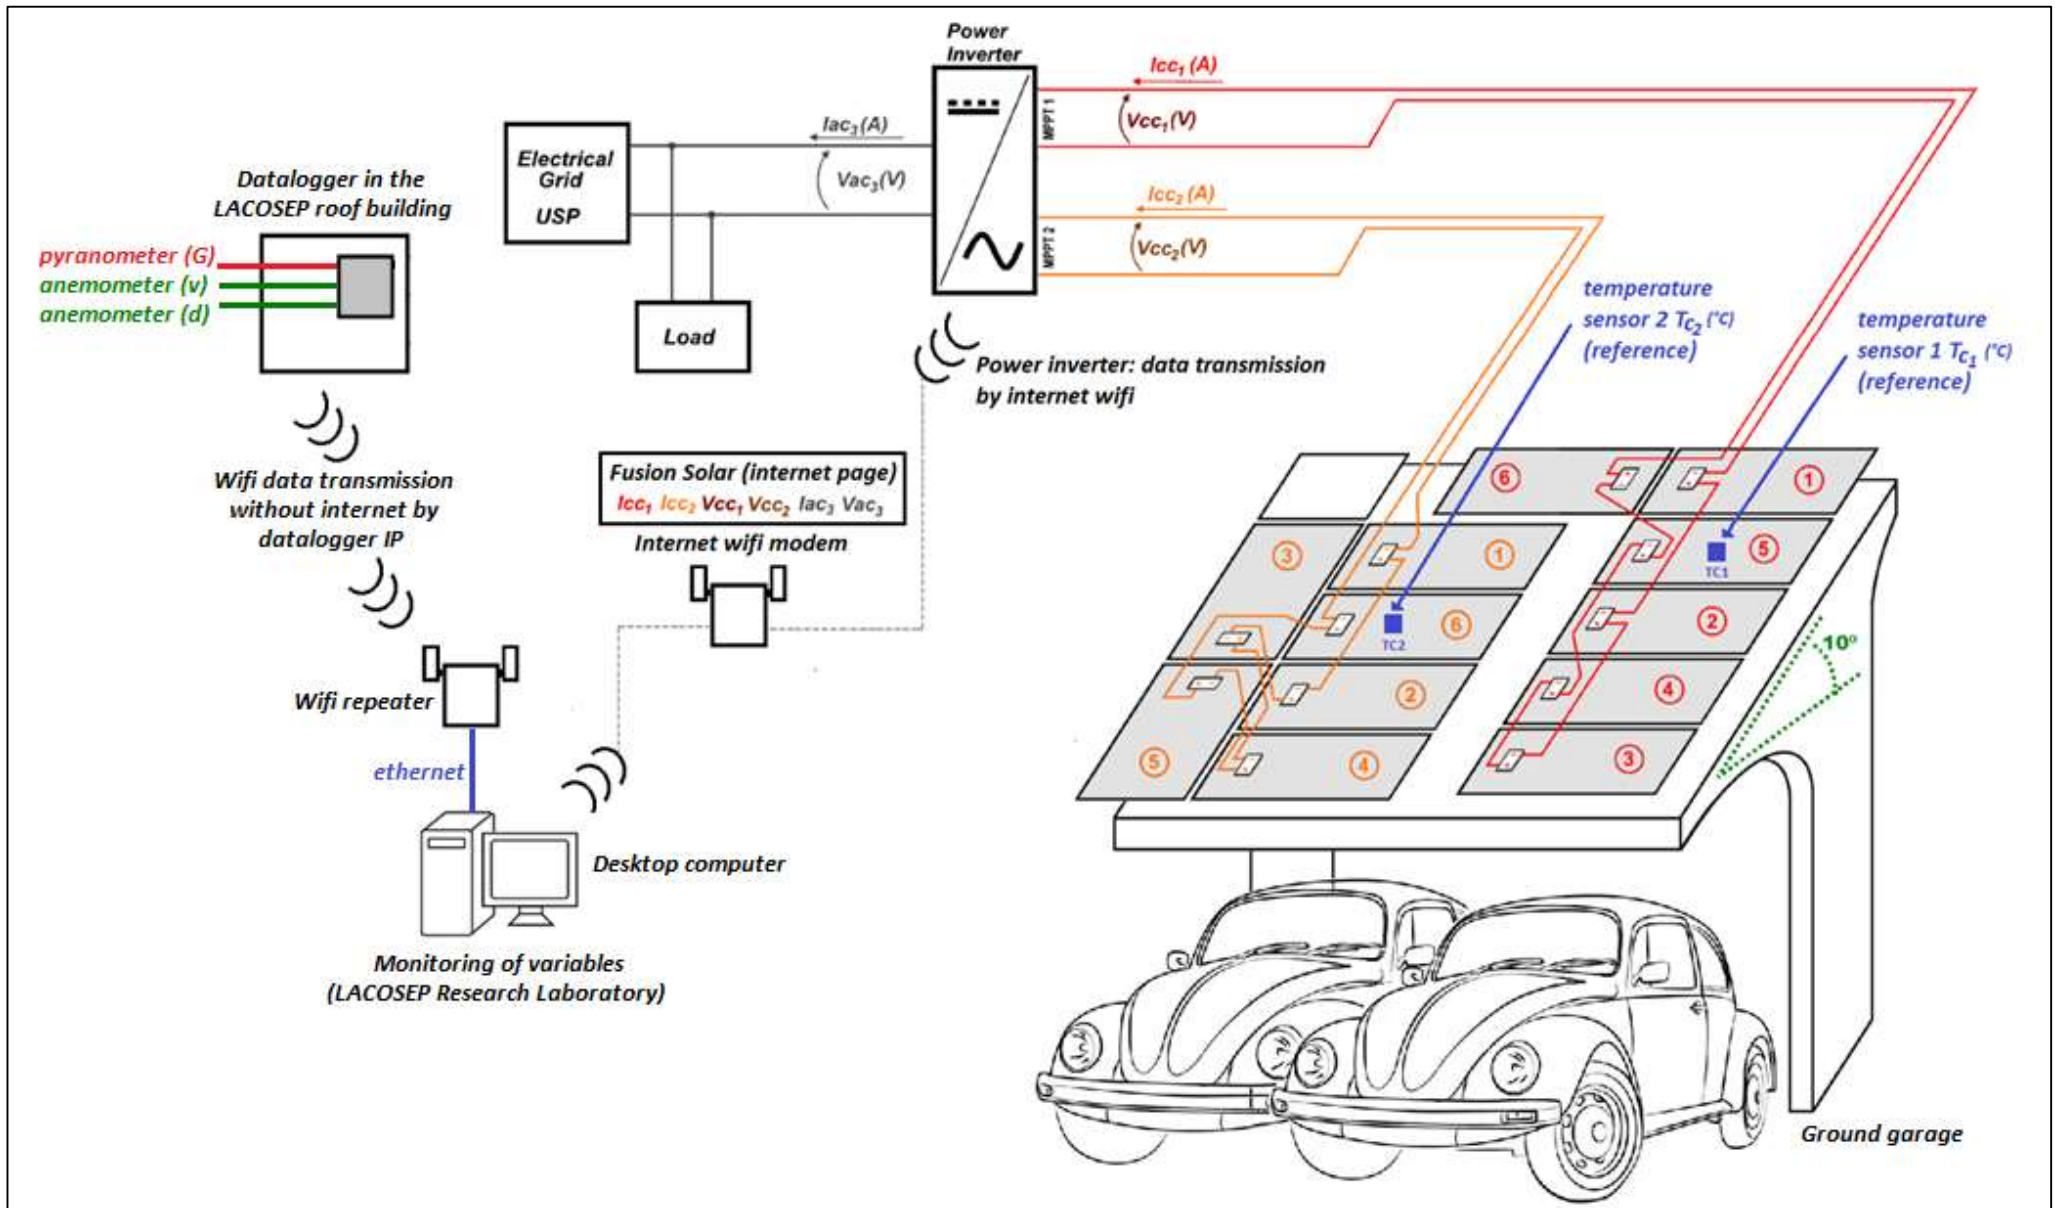 Power
Inverter
Icc₁ (A)
MPPT 1
Vcc₁(V)
Iac₃(A)
Electrical
Grid
USP
Vac₃(V)
Icc₂ (A)
MPPT 2
Vcc₂(V)
Datalogger in the
LACOSEP roof building
pyranometer (G)
anemometer (v)
anemometer (d)
Load
Power inverter: data transmission
by internet wifi
temperature
sensor 2 Tc₂ (°C)
(reference)
temperature
sensor 1 Tc₁ (°C)
(reference)
Wifi data transmission
without internet by
datalogger IP
Fusion Solar (internet page)
Icc₁ Icc₂ Vcc₁ Vcc₂ Iac₃ Vac₃
Internet wifi modem
6
1
3
1
5
TC1
6
TC2
2
2
4
5
4
3
10º
Wifi repeater
ethernet
Desktop computer
Monitoring of variables
(LACOSEP Research Laboratory)
Ground garage